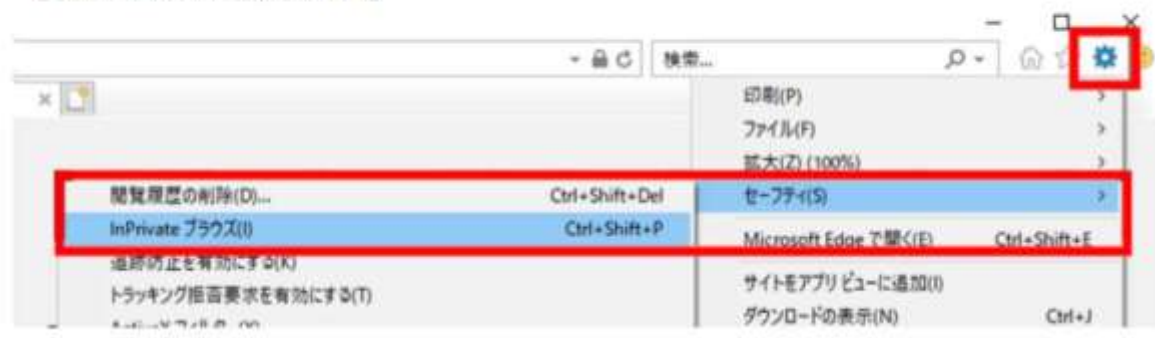 検索...
印刷(P)
ファイル(F)
拡大(Z) (100%)
セーフティ(S)
Microsoft Edge で開く(E) Ctrl+Shift+E
サイトをアプリ ビューに追加(I)
ダウンロードの表示(N) Ctrl+J
閲覧履歴の削除(D)... Ctrl+Shift+Del
InPrivate ブラウズ(I) Ctrl+Shift+P
追跡防止を有効にする(K)
トラッキング拒否要求を有効にする(T)